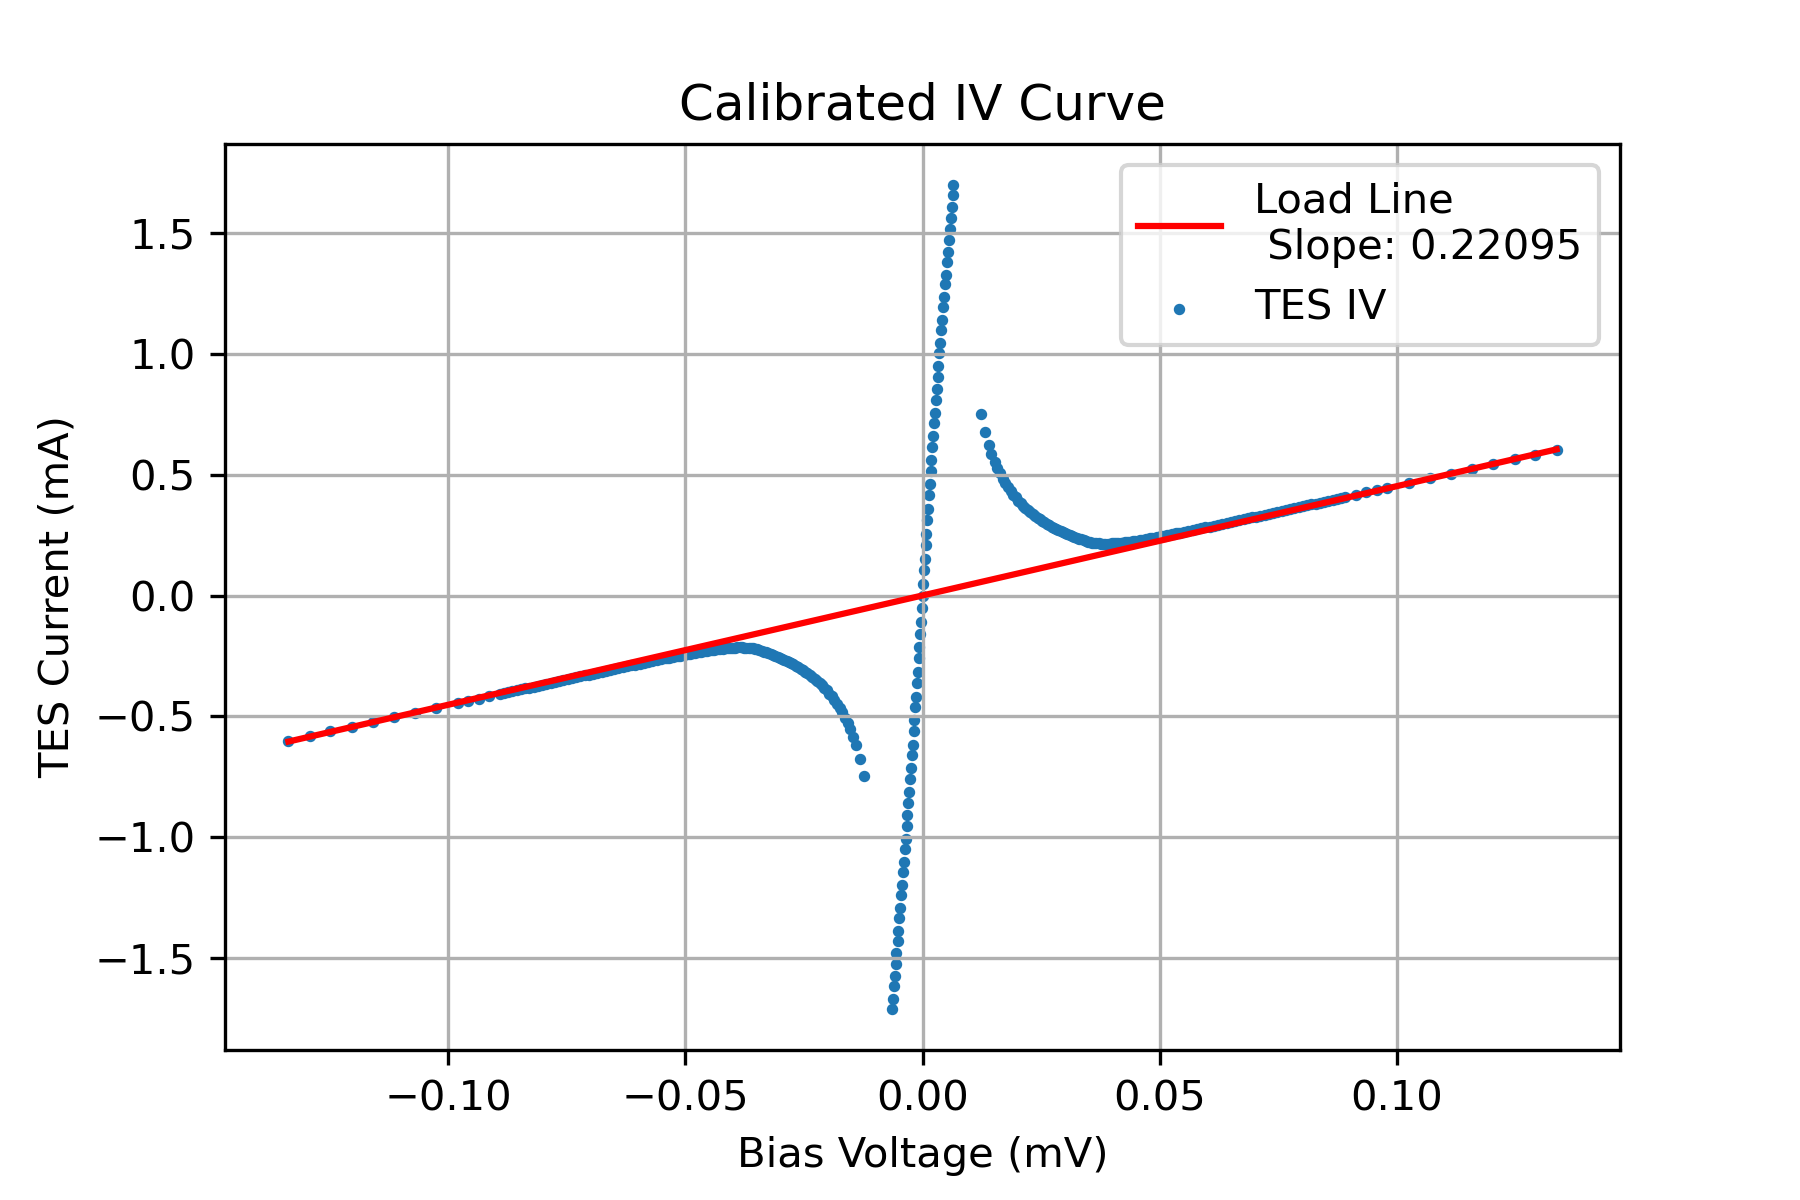 Calibrated IV Curve
Load Line
Slope: 0.22095
TES IV
TES Current (mA)
1.5
1.0
0.5
0.0
−0.5
−1.0
−1.5
−0.10 −0.05 0.00 0.05 0.10
Bias Voltage (mV)